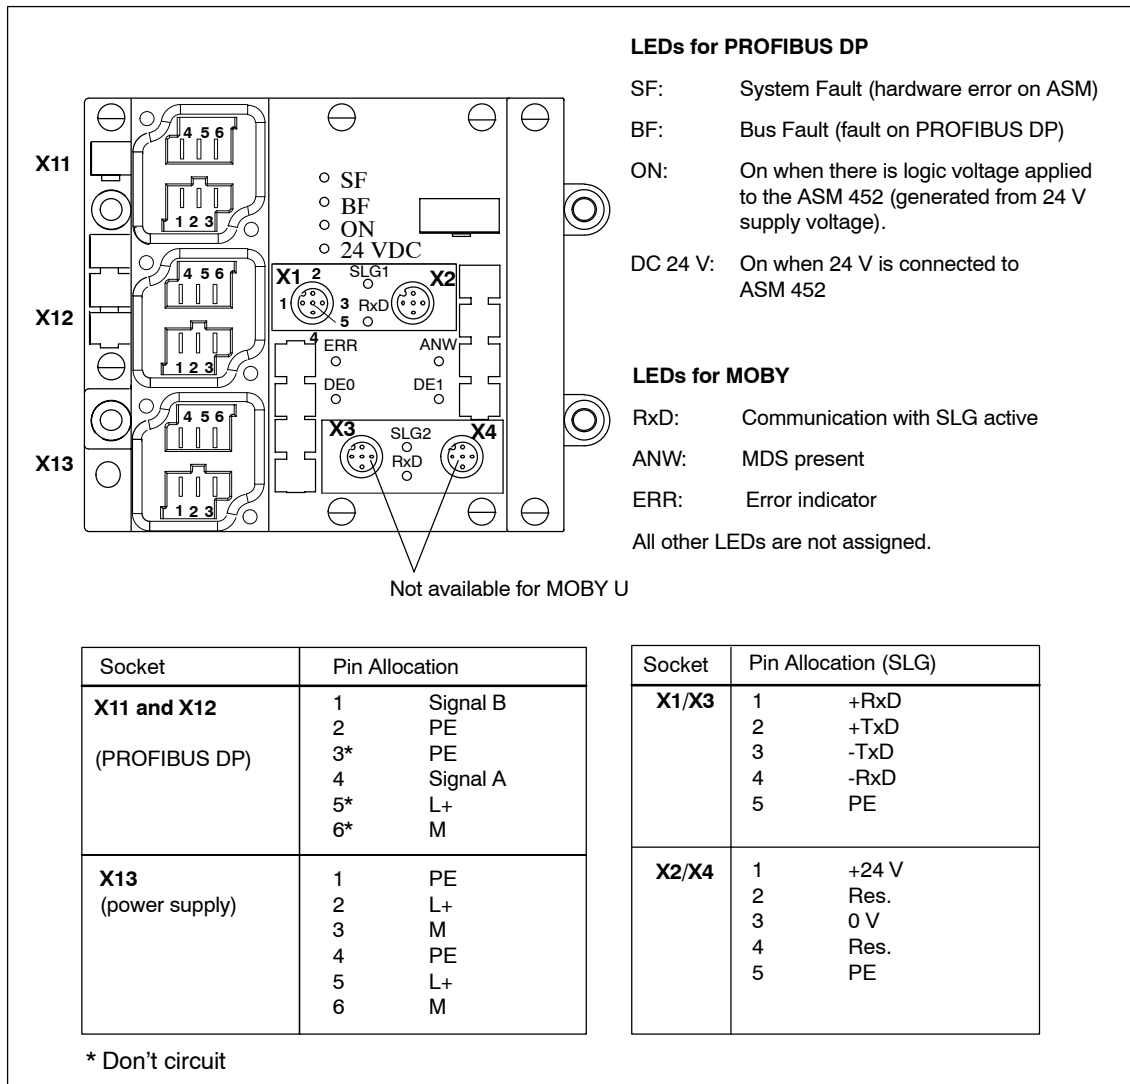 LEDs for PROFIBUS DP
SF: System Fault (hardware error on ASM)
BF: Bus Fault (fault on PROFIBUS DP)
ON: On when there is logic voltage applied
to the ASM 452 (generated from 24 V
supply voltage).
DC 24 V: On when 24 V is connected to
ASM 452
LEDs for MOBY
RxD: Communication with SLG active
ANW: MDS present
ERR: Error indicator
All other LEDs are not assigned.
X11
4 5 6
1 2 3
SF
BF
ON
24 VDC
X12
4 5 6
1 2 3
X1 2 SLG1 X2
1 3 RxD
5
4
ERR ANW
DE0 DE1
X13
4 5 6
1 2 3
X3 SLG2 X4
RxD
Not available for MOBY U
Socket Pin Allocation
X11 and X12
(PROFIBUS DP)
1 Signal B
2 PE
3* PE
4 Signal A
5* L+
6* M
X13
(power supply)
1 PE
2 L+
3 M
4 PE
5 L+
6 M
* Don't circuit
Socket Pin Allocation (SLG)
X1/X3
1 +RxD
2 +TxD
3 -TxD
4 -RxD
5 PE
X2/X4
1 +24 V
2 Res.
3 0 V
4 Res.
5 PE